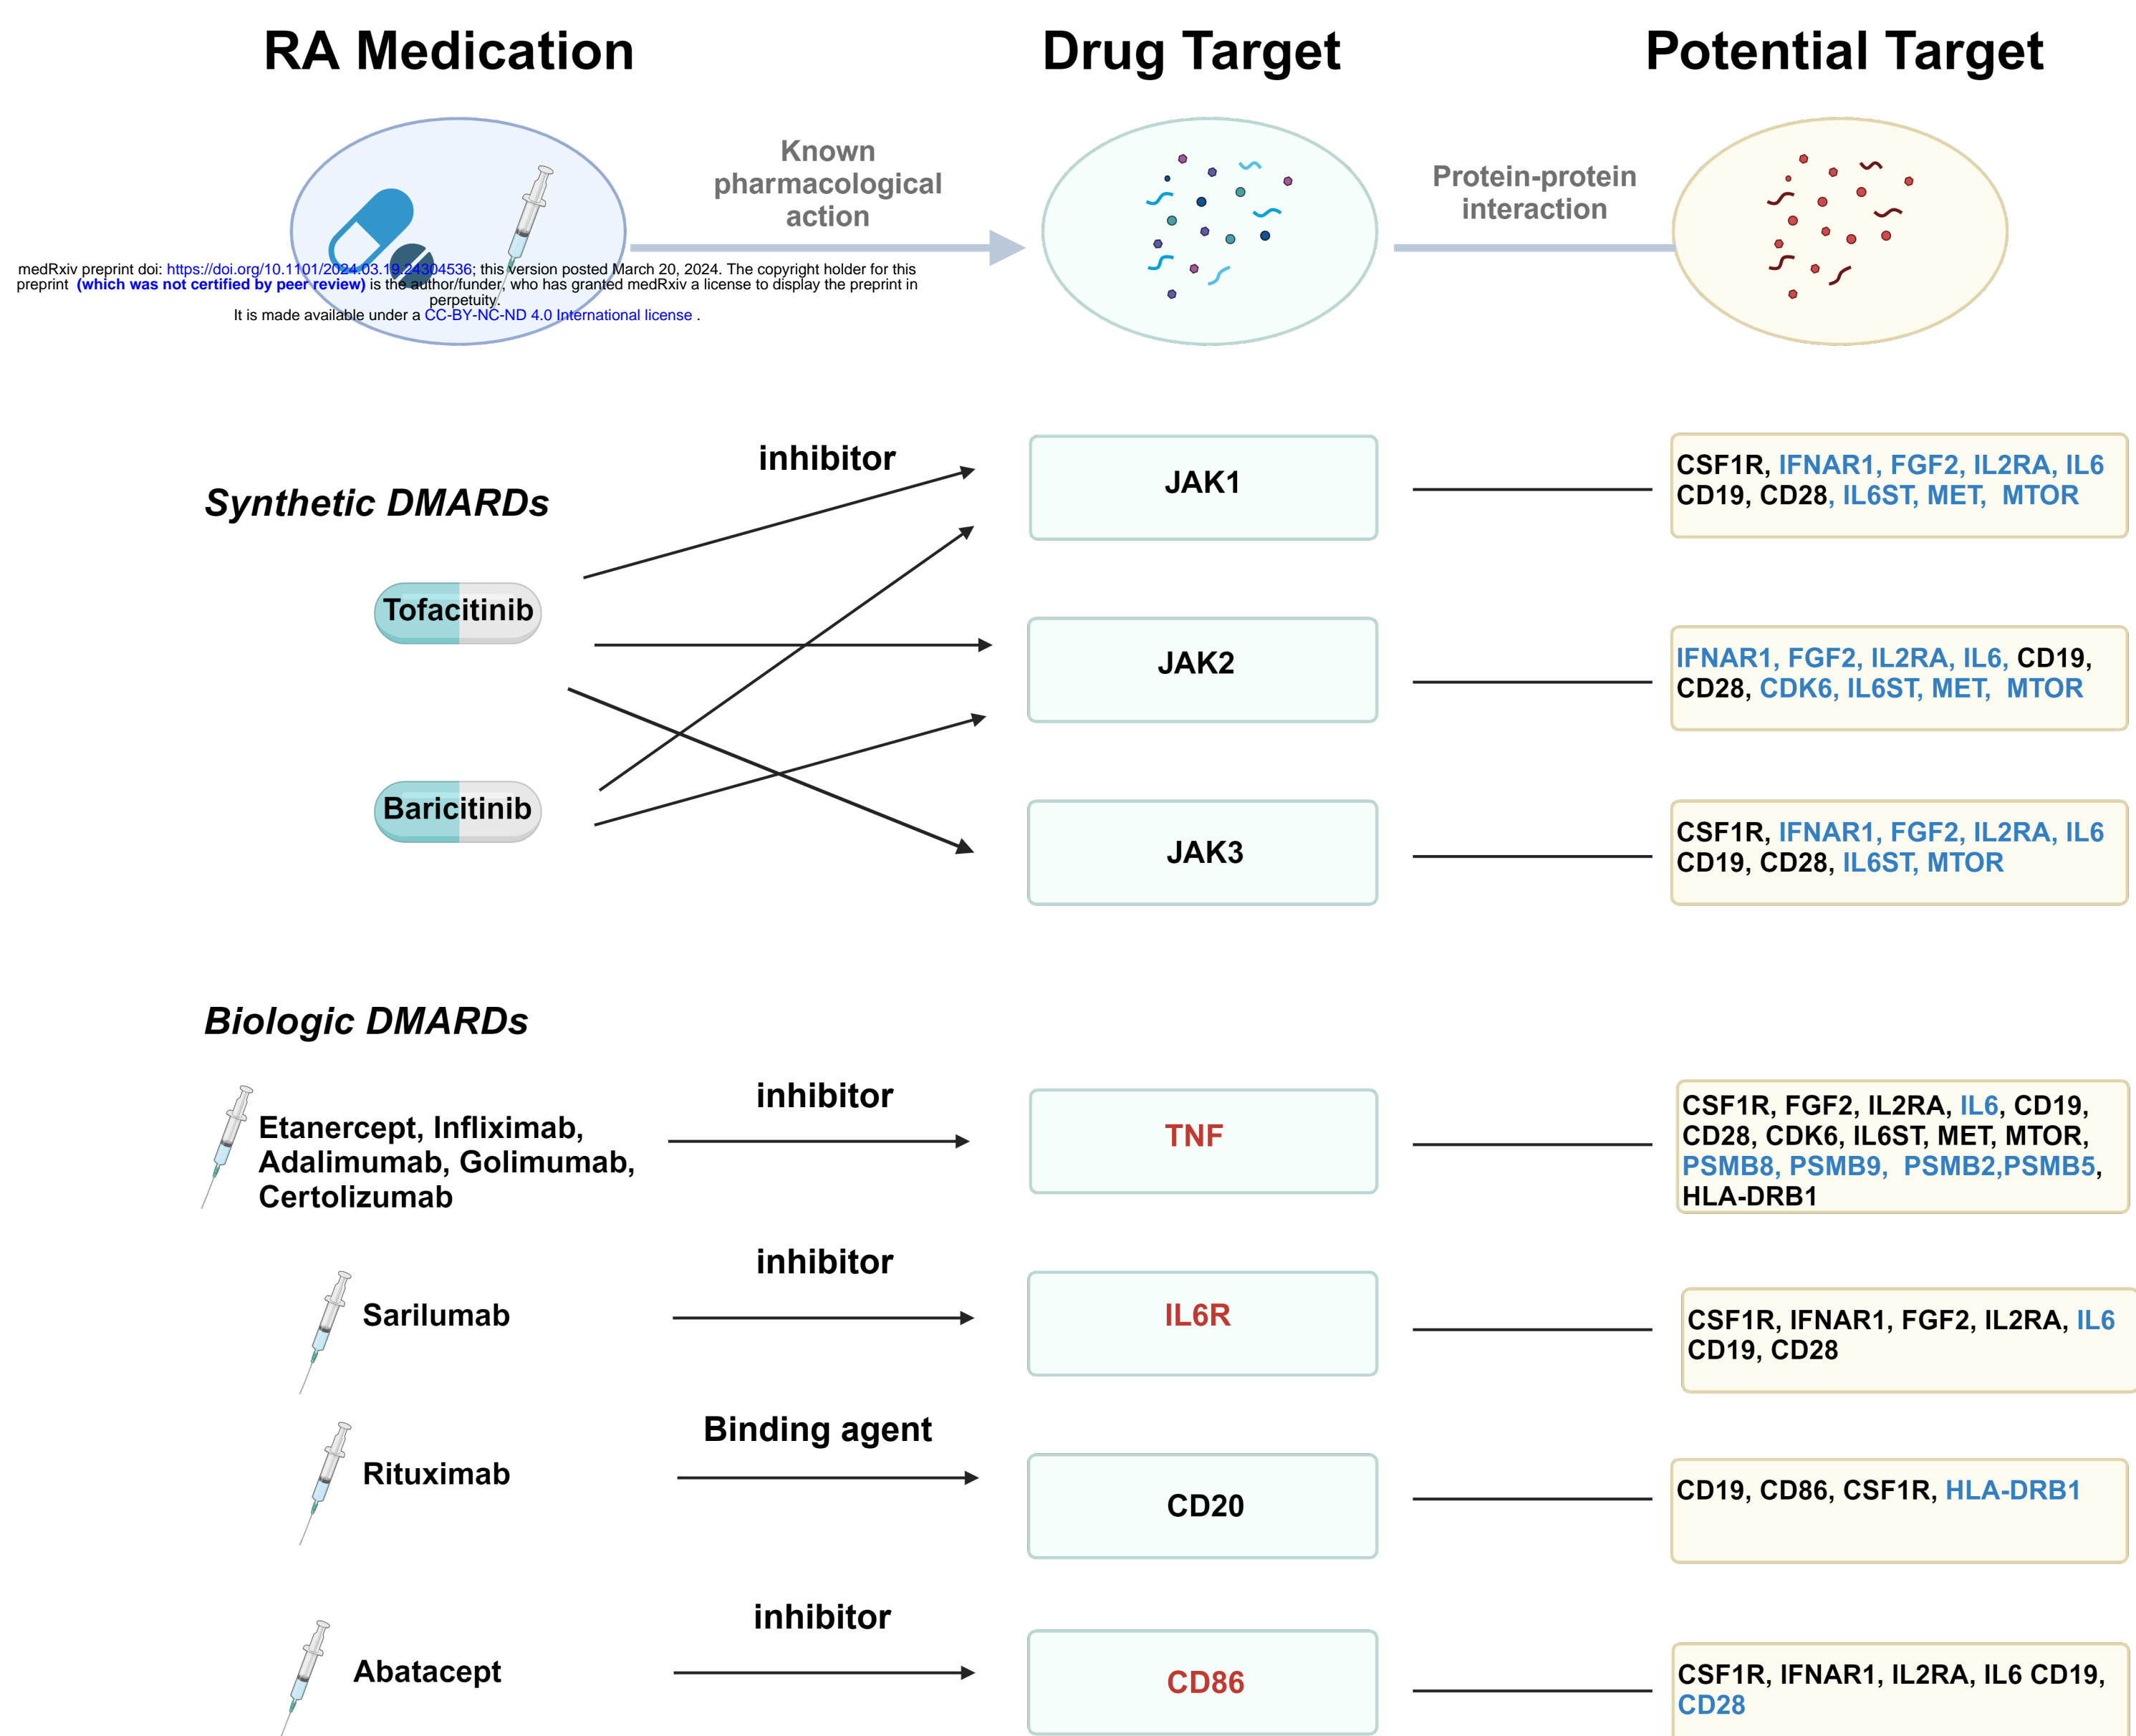 RA Medication
Drug Target
Potential Target
Known
pharmacological
action
Protein-protein
interaction
medRxiv preprint doi: https://doi.org/10.1101/2024.03.19.24304536; this version posted March 20, 2024. The copyright holder for this
preprint (which was not certified by peer review) is the author/funder, who has granted medRxiv a license to display the preprint in
perpetuity.
It is made available under a CC-BY-NC-ND 4.0 International license .
Synthetic DMARDs
inhibitor
Tofacitinib
Baricitinib
JAK1
CSF1R, IFNAR1, FGF2, IL2RA, IL6
CD19, CD28, IL6ST, MET, MTOR
JAK2
IFNAR1, FGF2, IL2RA, IL6, CD19,
CD28, CDK6, IL6ST, MET, MTOR
JAK3
CSF1R, IFNAR1, FGF2, IL2RA, IL6
CD19, CD28, IL6ST, MTOR
Biologic DMARDs
Etanercept, Infliximab,
Adalimumab, Golimumab,
Certolizumab
inhibitor
TNF
CSF1R, FGF2, IL2RA, IL6, CD19,
CD28, CDK6, IL6ST, MET, MTOR,
PSMB8, PSMB9, PSMB2,PSMB5,
HLA-DRB1
Sarilumab
inhibitor
IL6R
CSF1R, IFNAR1, FGF2, IL2RA, IL6
CD19, CD28
Rituximab
Binding agent
CD20
CD19, CD86, CSF1R, HLA-DRB1
Abatacept
inhibitor
CD86
CSF1R, IFNAR1, IL2RA, IL6 CD19,
CD28